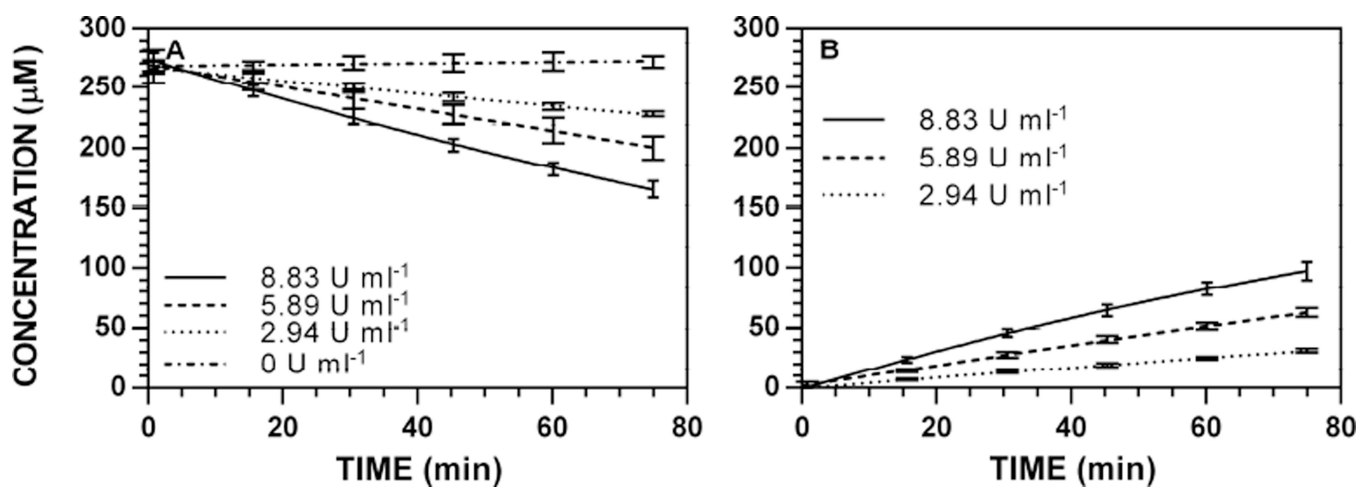 CONCENTRATION (µM)
300
250
200
150
100
50
0
A
8.83 U ml⁻¹
5.89 U ml⁻¹
2.94 U ml⁻¹
0 U ml⁻¹
0 20 40 60 80
TIME (min)
300
250
200
150
100
50
0
B
8.83 U ml⁻¹
5.89 U ml⁻¹
2.94 U ml⁻¹
0 20 40 60 80
TIME (min)